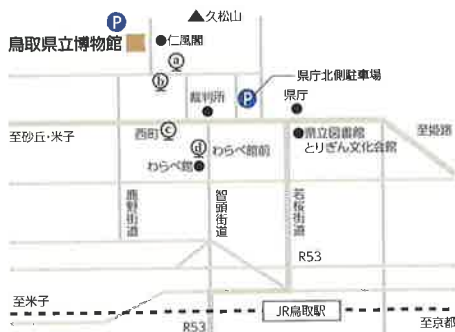 P
▲久松山
鳥取県立博物館
仁風閣
a
b
P
県庁北側駐車場
裁判所
県庁
至砂丘・米子
西町
c
d
わらべ館前
わらべ館
県立図書館
とりぎん文化会館
至姫路
鹿野街道
智頭街道
若桜街道
R53
至米子
JR鳥取駅
R53
至京都